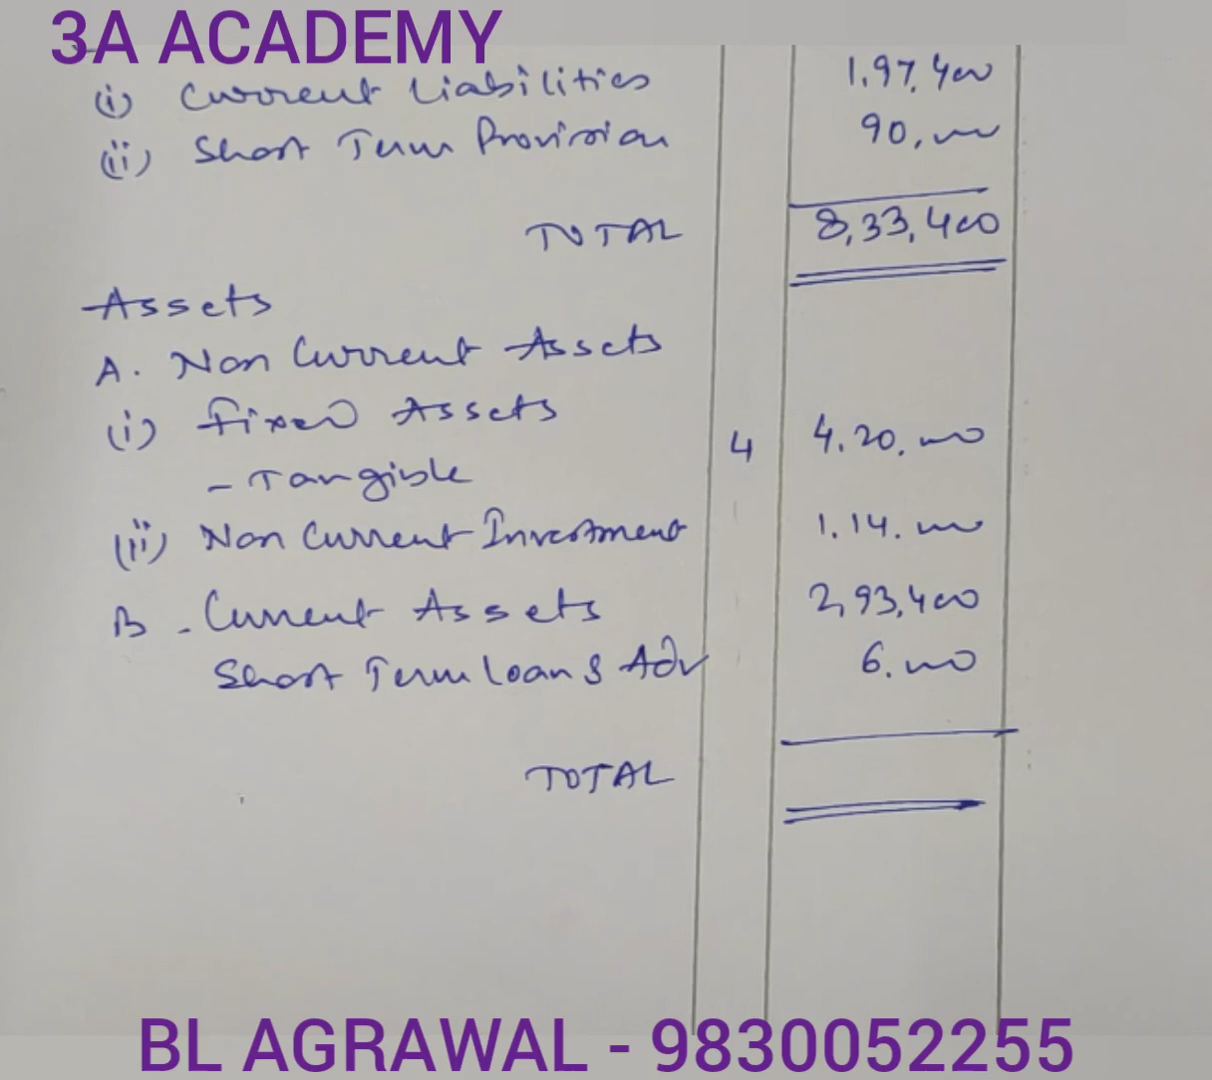 3A ACADEMY
(i) Current Liabilities 1,97,400
(ii) Short Term Provision 90,000
TOTAL 8,33,400
Assets
A. Non Current Assets
(i) Fixed Assets
- Tangible 4 4,20,000
(ii) Non Current Investment 1,14,000
B - Current Assets 2,93,400
Short Term Loan & Adv 6,000
TOTAL
BL AGRAWAL - 9830052255